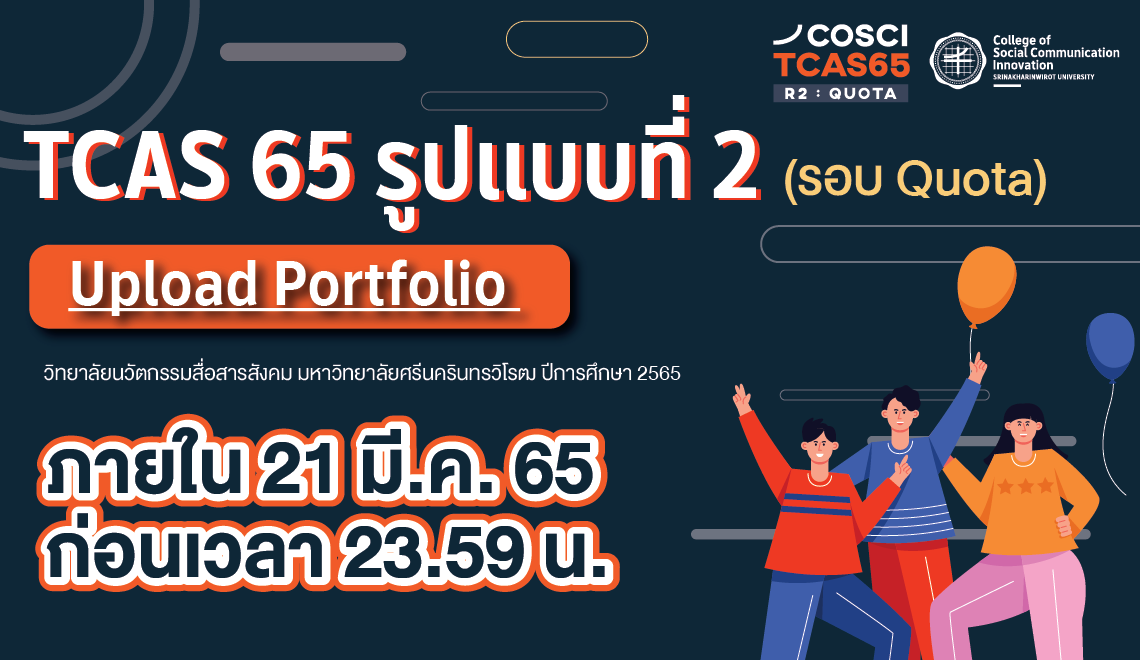 COSCI
TCAS65
R2 : QUOTA
College of
Social Communication
Innovation
SRINAKHARINWIROT UNIVERSITY
TCAS 65 รูปแบบที่ 2 (รอบ Quota)
Upload Portfolio
วิทยาลัยนวัตกรรมสื่อสารสังคม มหาวิทยาลัยศรีนครินทรวิโรฒ ปีการศึกษา 2565
ภายใน 21 มี.ค. 65
ก่อนเวลา 23.59 น.